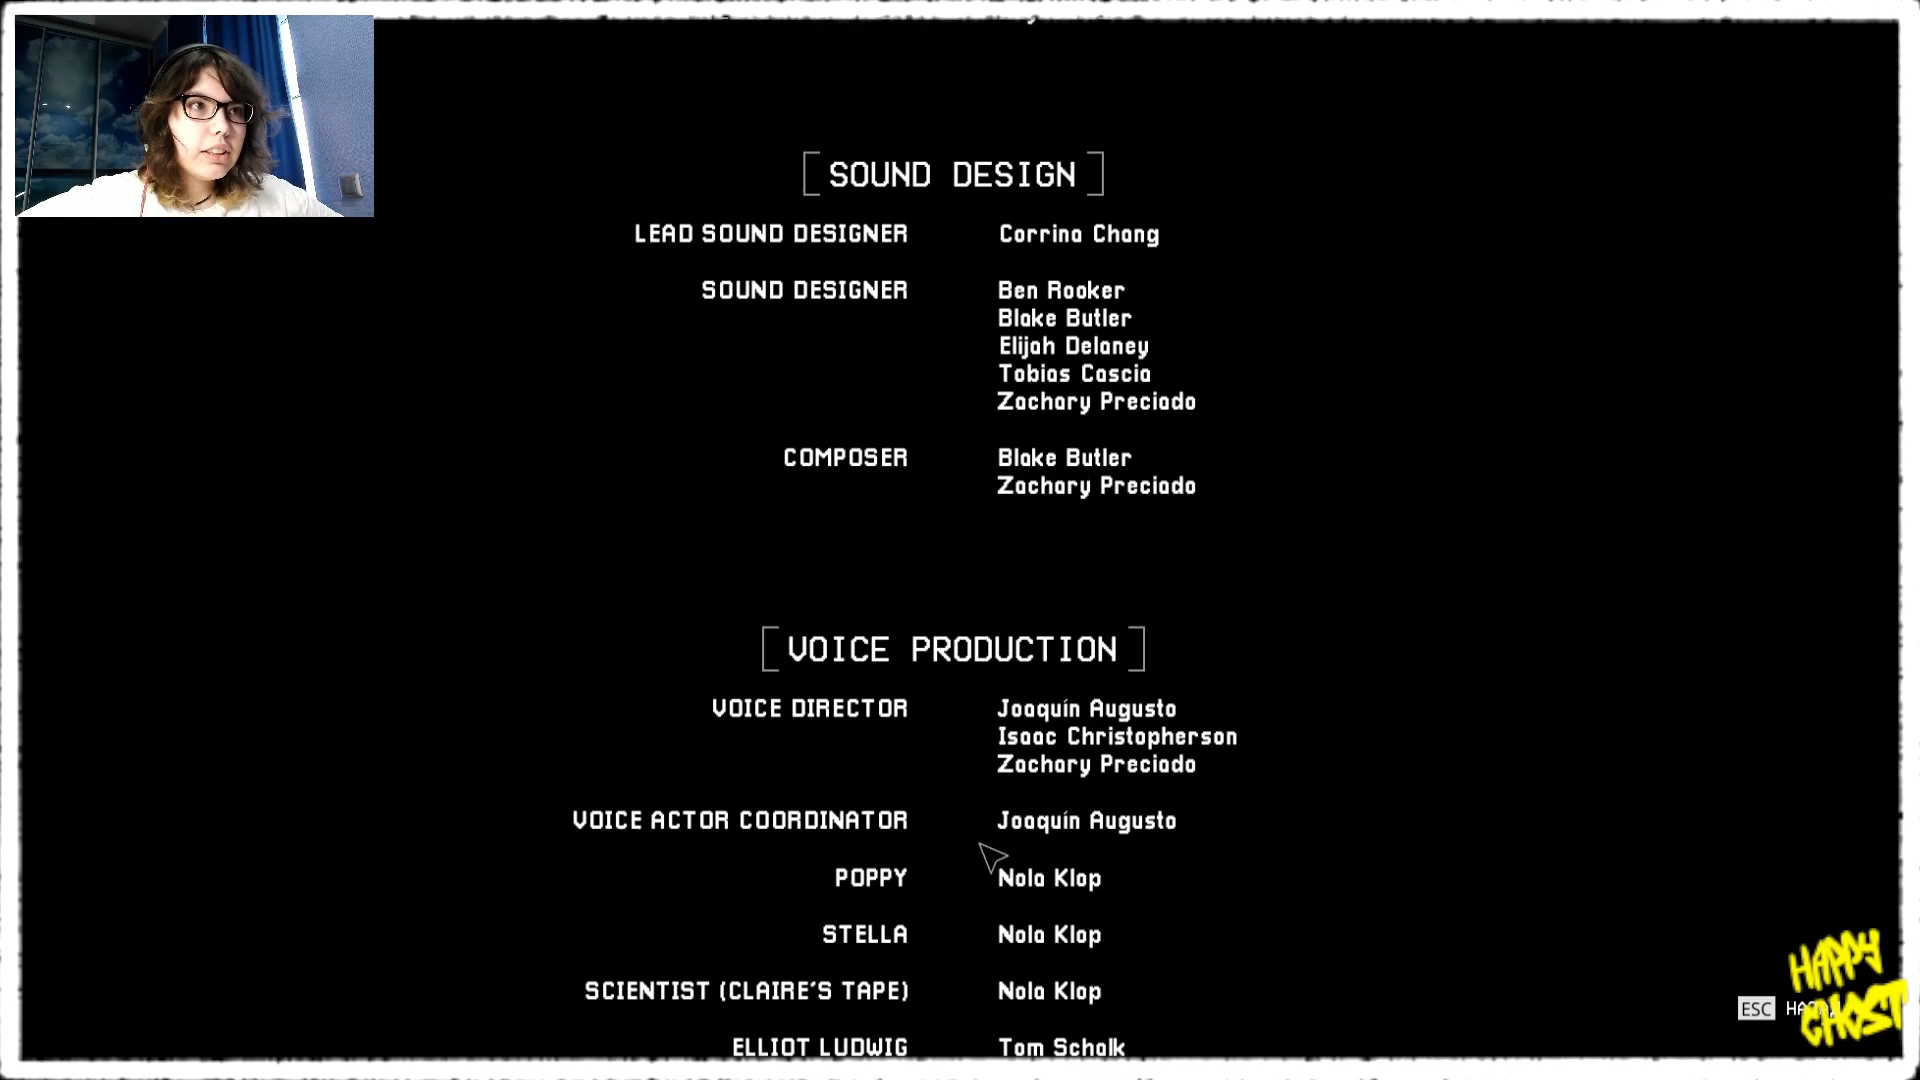 [SOUND DESIGN]
LEAD SOUND DESIGNER Corrina Chang
SOUND DESIGNER Ben Rooker
Blake Butler
Elijah Delaney
Tobias Cascia
Zachary Preciado
COMPOSER Blake Butler
Zachary Preciado
[VOICE PRODUCTION]
VOICE DIRECTOR Joaquín Augusto
Isaac Christopherson
Zachary Preciado
VOICE ACTOR COORDINATOR Joaquín Augusto
POPPY Nola Klop
STELLA Nola Klop
SCIENTIST (CLAIRE'S TAPE) Nola Klop
ELLIOT LUDWIG Tom Schalk
HAPPY
ESC
GHOST